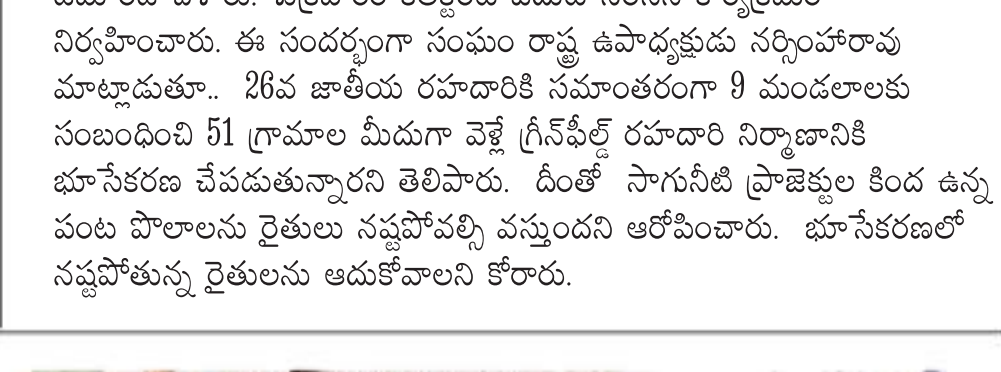 నిర్వహించారు. ఈ సందర్భంగా సంఘం రాష్ట్ర ఉపాధ్యక్షుడు నర్సింహారావు
మాట్లాడుతూ.. 26వ జాతీయ రహదారికి సమాంతరంగా 9 మండలాలకు
సంబంధించి 51 గ్రామాల మీదుగా వెళ్లే గ్రీన్‌ఫీల్డ్ రహదారి నిర్మాణానికి
భూసేకరణ చేపడుతున్నారని తెలిపారు. దీంతో సాగునీటి ప్రాజెక్టుల కింద ఉన్న
పంట పొలాలను రైతులు నష్టపోవల్సి వస్తుందని ఆరోపించారు. భూసేకరణలో
నష్టపోతున్న రైతులను ఆదుకోవాలని కోరారు.